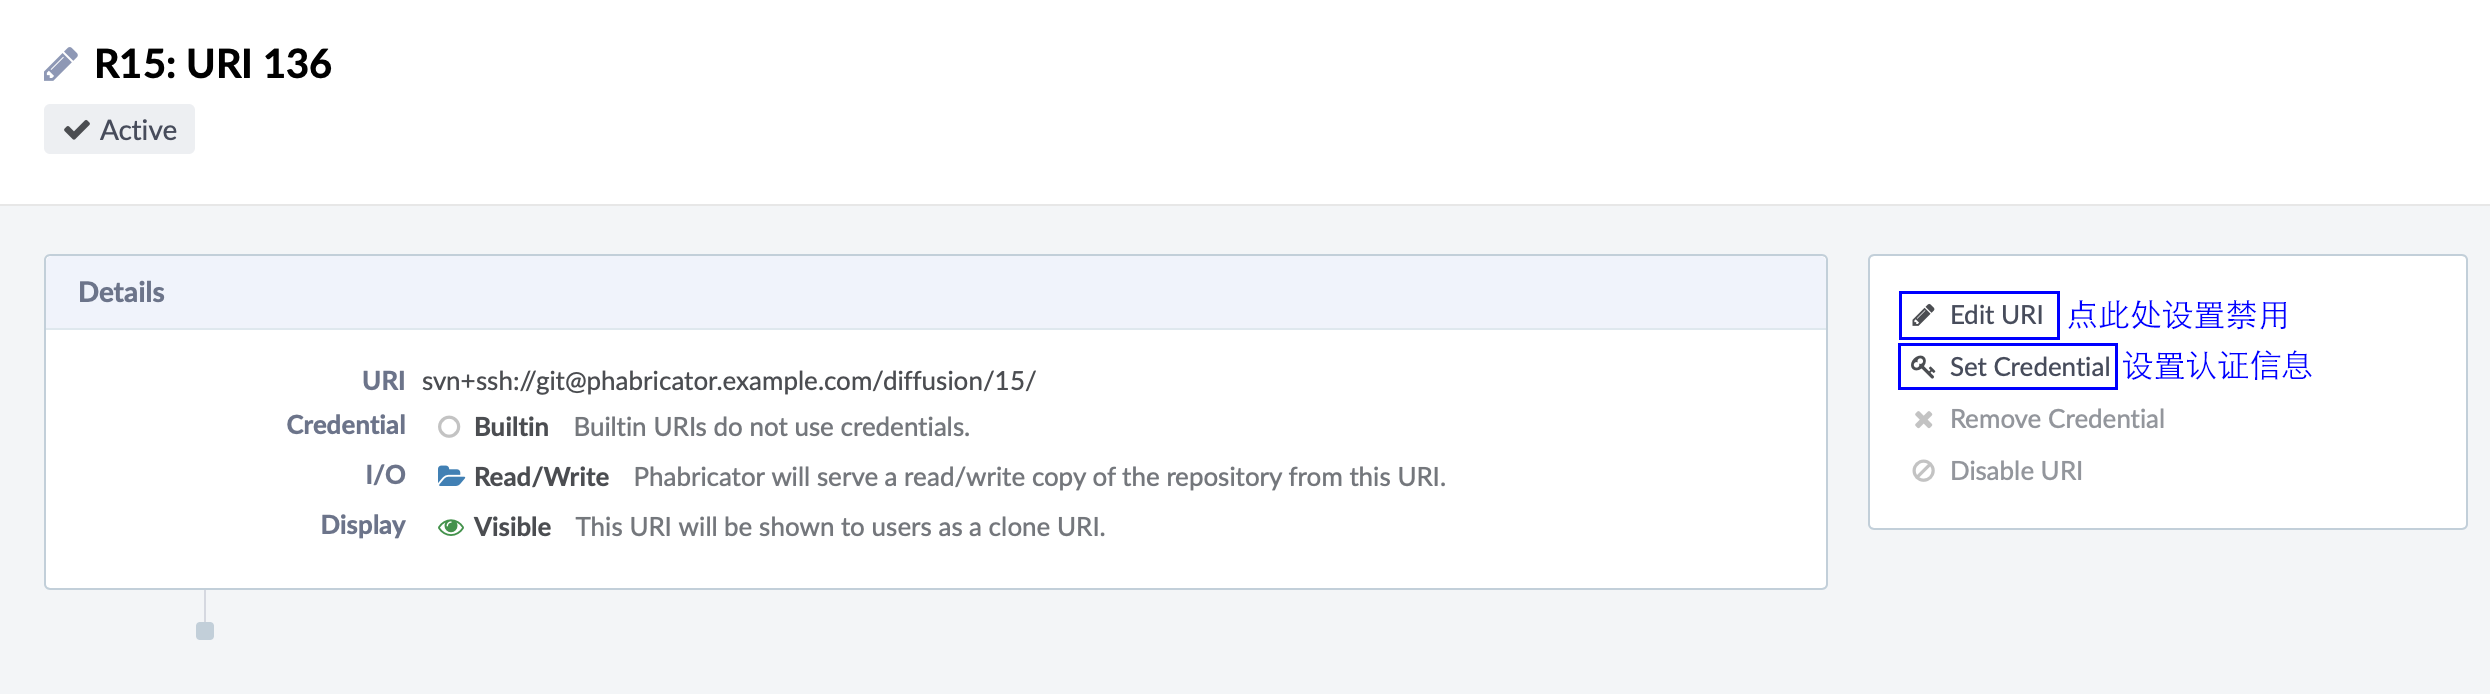 R15: URI 136
Active
Details
URI svn+ssh://git@phabricator.example.com/diffusion/15/
Credential Builtin Builtin URIs do not use credentials.
I/O Read/Write Phabricator will serve a read/write copy of the repository from this URI.
Display Visible This URI will be shown to users as a clone URI.
Edit URI 点此处设置禁用
Set Credential 设置认证信息
Remove Credential
Disable URI